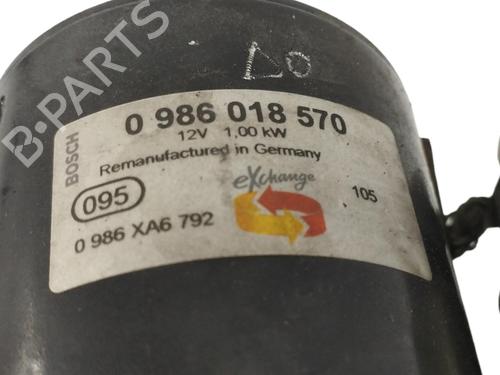 ΔO
BOSCH
0 986 018 570
12V 1,00 kW
Remanufactured in Germany
095
eXchange
105
0 986 XA6 792
B-PARTS